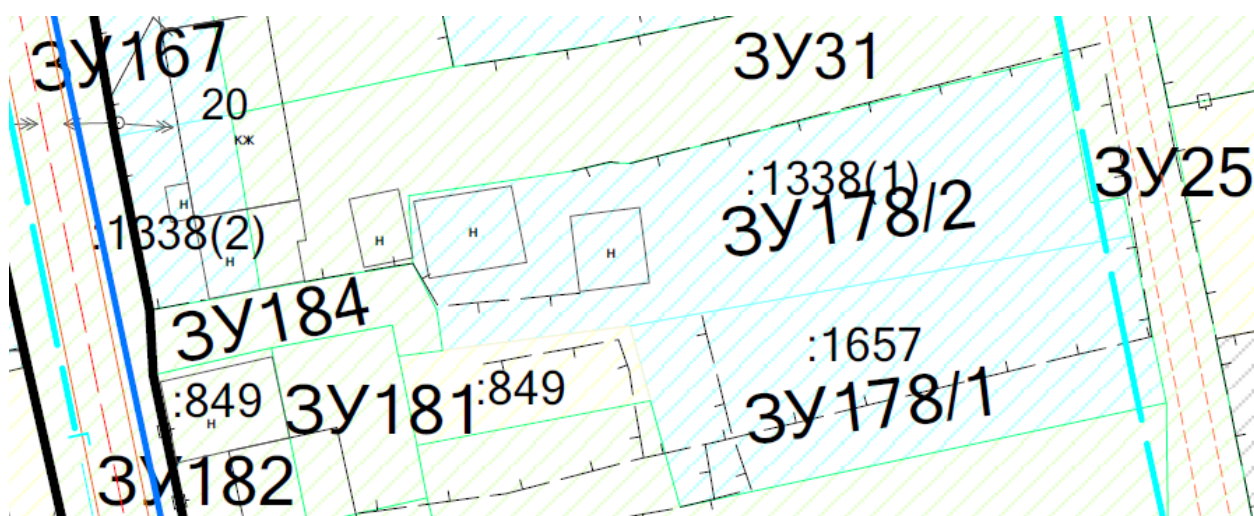 ЗУ167
ЗУ31
20
кж
:1338(1)
ЗУ25
н
ЗУ178/2
:1338(2)
н
н
н
н
ЗУ184
:1657
:849
ЗУ181
:849
ЗУ178/1
н
ЗУ182